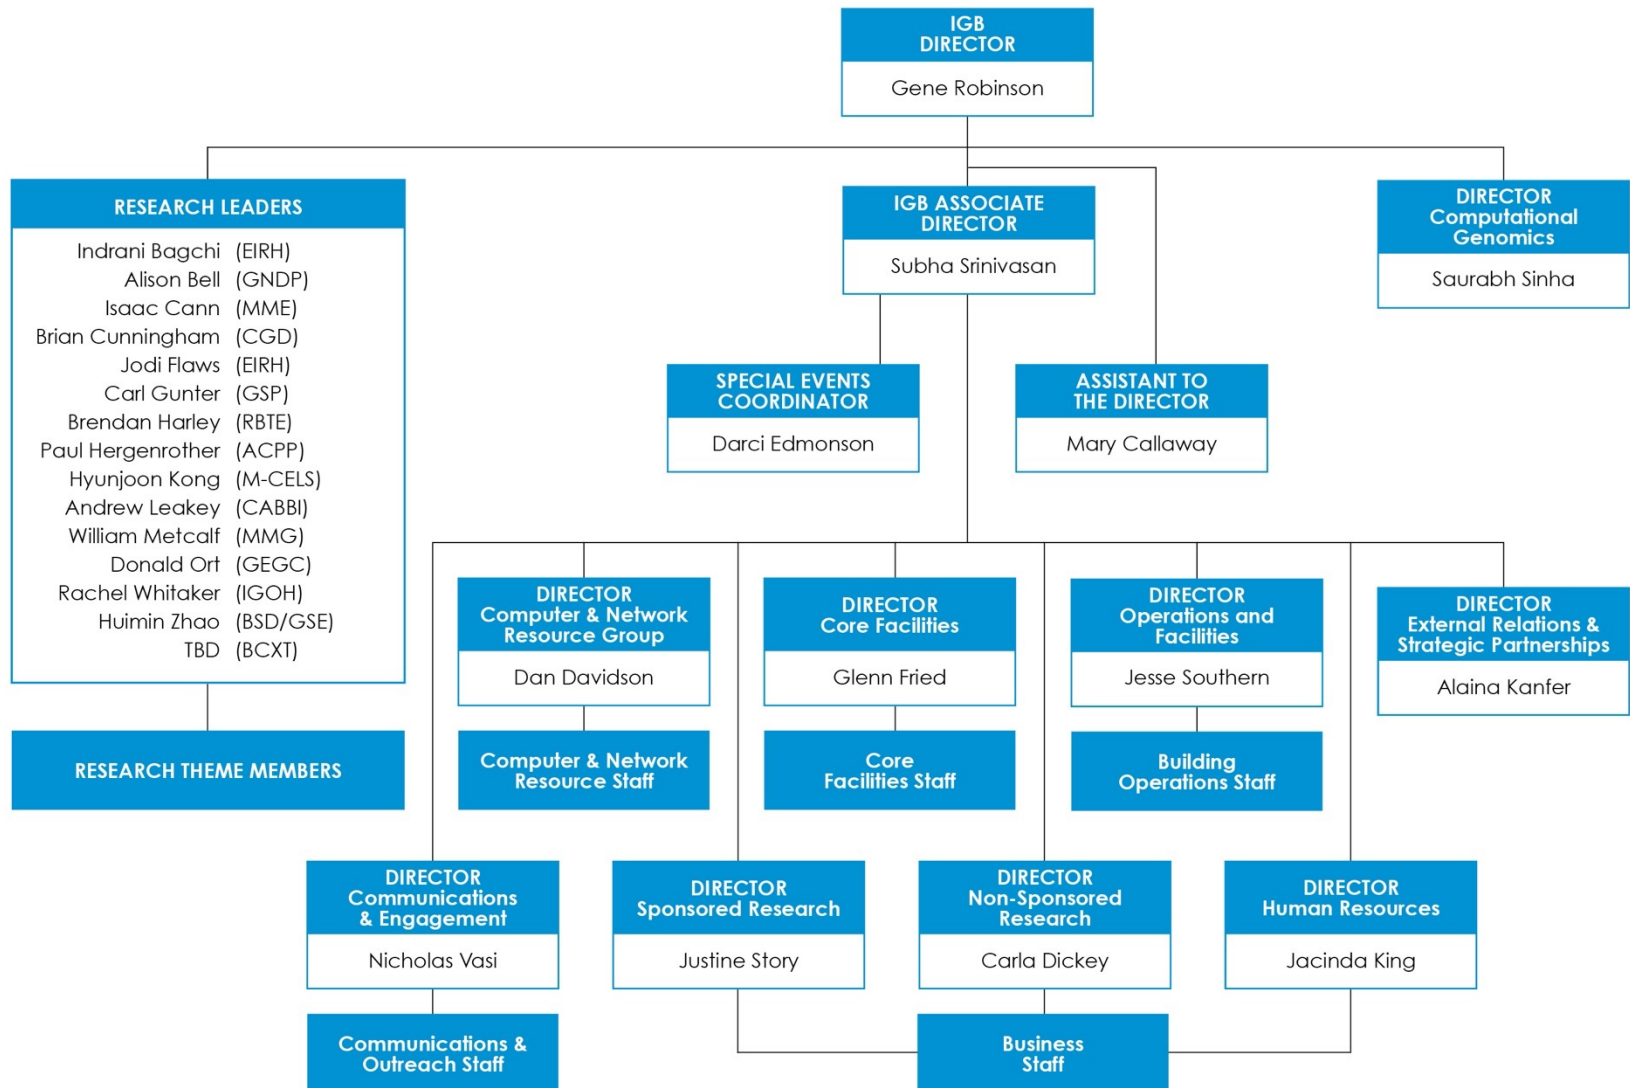 IGB
DIRECTOR
Gene Robinson
RESEARCH LEADERS
Indrani Bagchi (EIRH)
Alison Bell (GNDP)
Isaac Cann (MME)
Brian Cunningham (CGD)
Jodi Flaws (EIRH)
Carl Gunter (GSP)
Brendan Harley (RBTE)
Paul Hergenrother (ACPP)
Hyunjoon Kong (M-CELS)
Andrew Leakey (CABBI)
William Metcalf (MMG)
Donald Ort (GEGC)
Rachel Whitaker (IGOH)
Huimin Zhao (BSD/GSE)
TBD (BCXT)
RESEARCH THEME MEMBERS
IGB ASSOCIATE
DIRECTOR
Subha Srinivasan
DIRECTOR
Computational
Genomics
Saurabh Sinha
SPECIAL EVENTS
COORDINATOR
Darci Edmonson
ASSISTANT TO
THE DIRECTOR
Mary Callaway
DIRECTOR
Computer & Network
Resource Group
Dan Davidson
Computer & Network
Resource Staff
DIRECTOR
Core Facilities
Glenn Fried
Core
Facilities Staff
DIRECTOR
Operations and
Facilities
Jesse Southern
Building
Operations Staff
DIRECTOR
External Relations &
Strategic Partnerships
Alaina Kanfer
DIRECTOR
Communications
& Engagement
Nicholas Vasi
Communications &
Outreach Staff
DIRECTOR
Sponsored Research
Justine Story
DIRECTOR
Non-Sponsored
Research
Carla Dickey
DIRECTOR
Human Resources
Jacinda King
Business
Staff